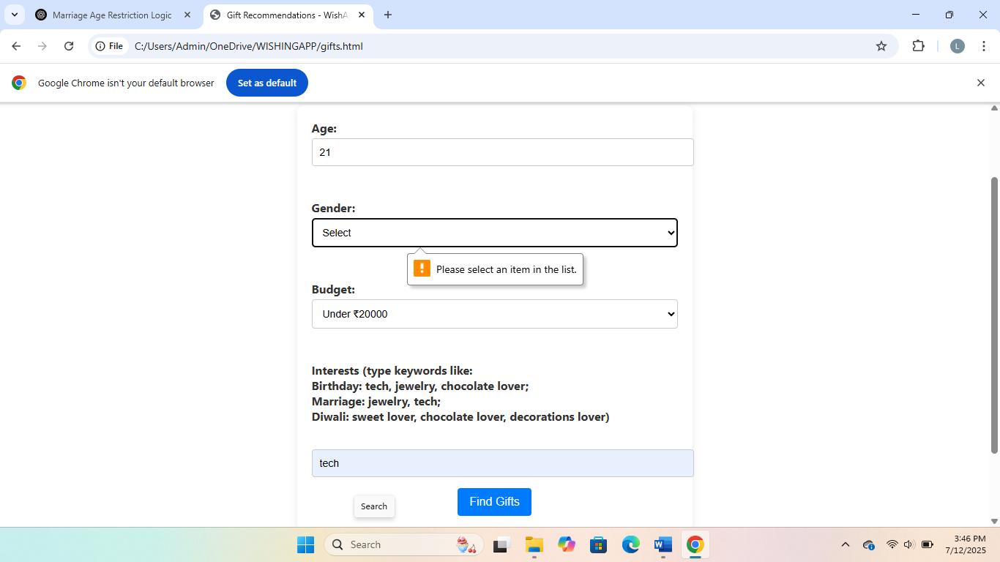 Marriage Age Restriction Logic
Gift Recommendations - WishA
File
C:/Users/Admin/OneDrive/WISHINGAPP/gifts.html
L
Google Chrome isn't your default browser
Set as default
Age:
21
Gender:
Select
Please select an item in the list.
Budget:
Under ₹20000
Interests (type keywords like:
Birthday: tech, jewelry, chocolate lover;
Marriage: jewelry, tech;
Diwali: sweet lover, chocolate lover, decorations lover)
tech
Search
Find Gifts
Search
3:46 PM
7/12/2025